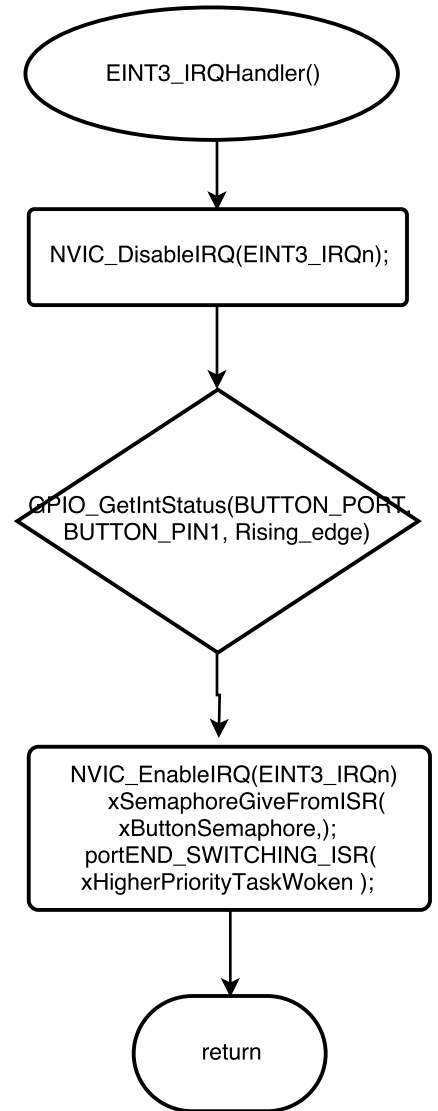 EINT3_IRQHandler()
NVIC_DisableIRQ(EINT3_IRQn);
GPIO_GetIntStatus(BUTTON_PORT,
BUTTON_PIN1, Rising_edge)
NVIC_EnableIRQ(EINT3_IRQn)
xSemaphoreGiveFromISR(
xButtonSemaphore,);
portEND_SWITCHING_ISR(
xHigherPriorityTaskWoken );
return